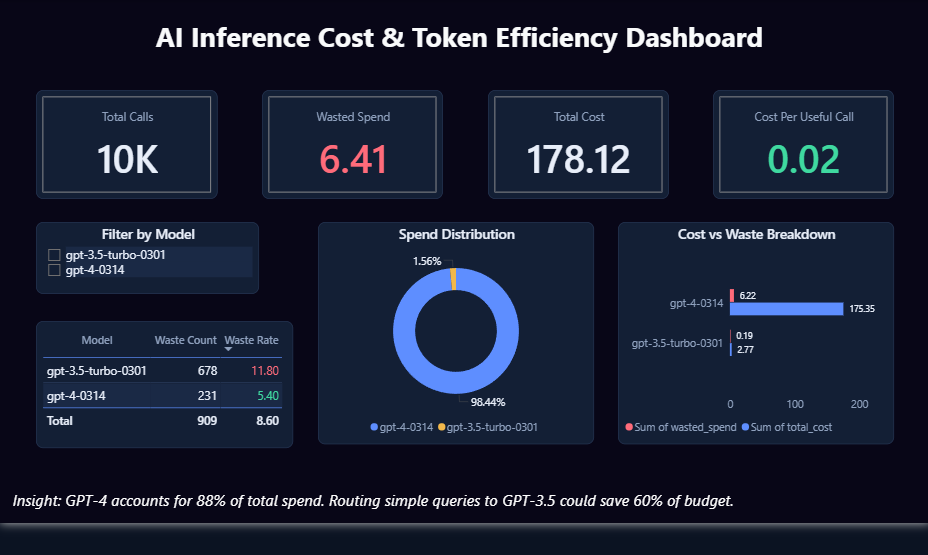 AI Inference Cost & Token Efficiency Dashboard
Total Calls
10K
Wasted Spend
6.41
Total Cost
178.12
Cost Per Useful Call
0.02
Filter by Model
gpt-3.5-turbo-0301
gpt-4-0314
Model Waste Count Waste Rate
gpt-3.5-turbo-0301 678 11.80
gpt-4-0314 231 5.40
Total 909 8.60
Spend Distribution
1.56%
98.44%
gpt-4-0314 gpt-3.5-turbo-0301
Cost vs Waste Breakdown
gpt-4-0314 6.22 175.35
gpt-3.5-turbo-0301 0.19 2.77
0 100 200
Sum of wasted_spend Sum of total_cost
Insight: GPT-4 accounts for 88% of total spend. Routing simple queries to GPT-3.5 could save 60% of budget.